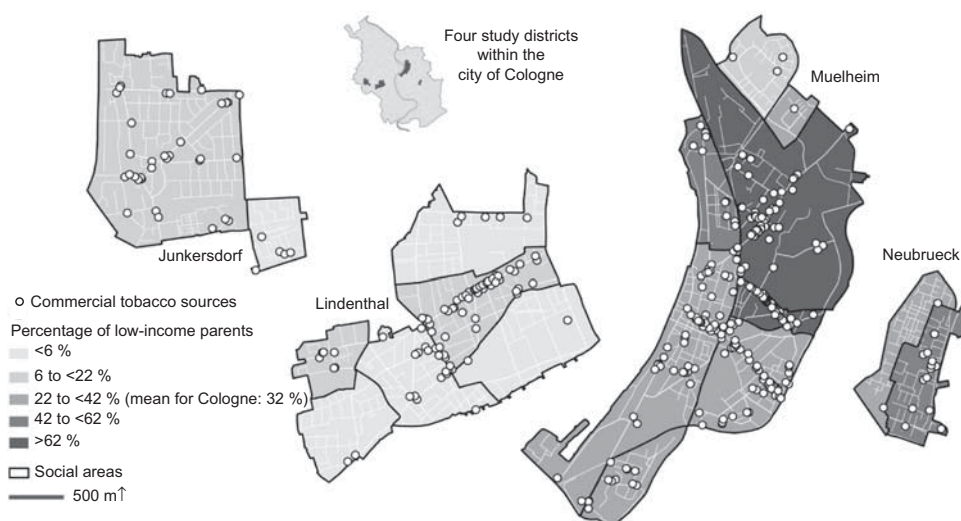 Four study districts
within the
city of Cologne
Muelheim
Junkersdorf
Neubrueck
Lindenthal
Commercial tobacco sources
Percentage of low-income parents
<6 %
6 to <22 %
22 to <42 % (mean for Cologne: 32 %)
42 to <62 %
>62 %
Social areas
500 m↑